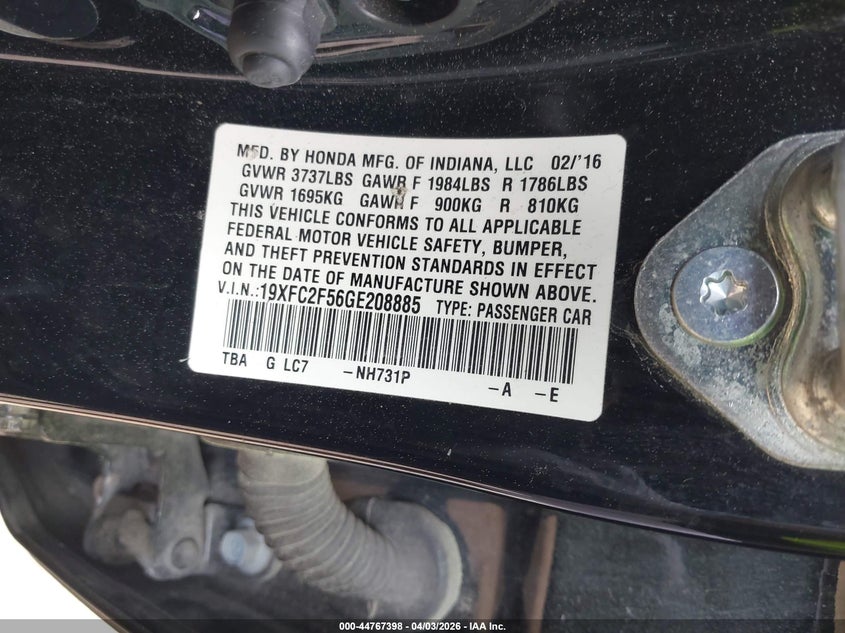 MFD. BY HONDA MFG. OF INDIANA, LLC 02/'16
GVWR 3737LBS GAWR F 1984LBS R 1786LBS
GVWR 1695KG GAWR F 900KG R 810KG
THIS VEHICLE CONFORMS TO ALL APPLICABLE
FEDERAL MOTOR VEHICLE SAFETY, BUMPER,
AND THEFT PREVENTION STANDARDS IN EFFECT
ON THE DATE OF MANUFACTURE SHOWN ABOVE.
V.I.N.:19XFC2F56GE208885 TYPE: PASSENGER CAR
TBA G LC7 -NH731P -A -E
000-44767398 | 04/03/2026 - IAA Inc.